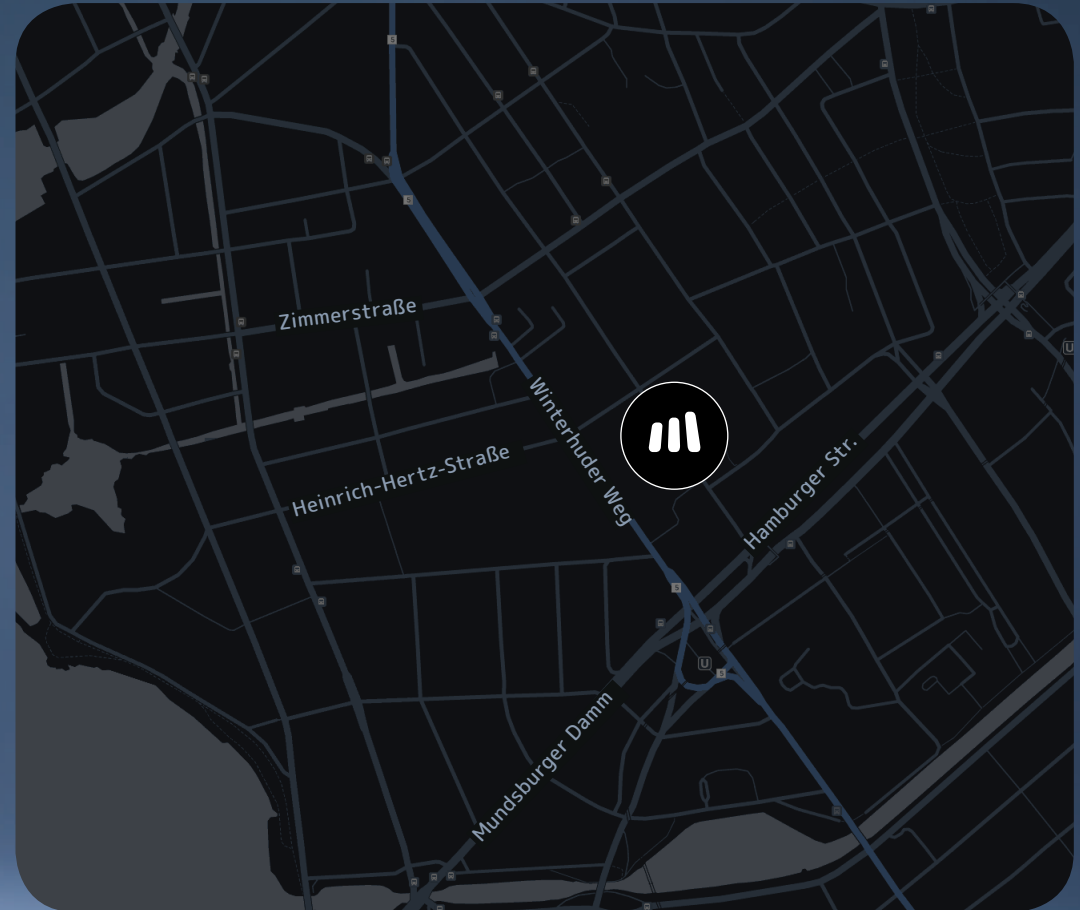 S
S
Zimmerstraße
U
Winterhuder Weg
Heinrich-Hertz-Straße
Hamburger Str.
S
U
S
Mundsburger Damm